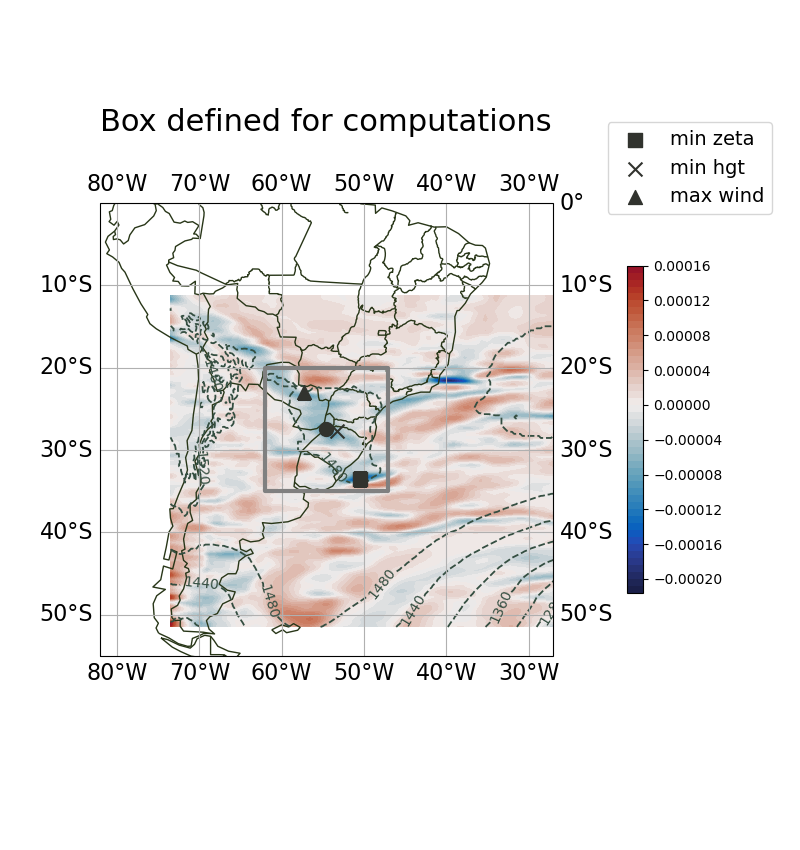 Box defined for computations
min zeta
min hgt
max wind
80°W 70°W 60°W 50°W 40°W 30°W
0°
10°S 10°S
20°S 20°S
30°S 30°S
40°S 40°S
50°S 50°S
80°W 70°W 60°W 50°W 40°W 30°W
1480
1440
1480
1480
1440
1360
0.00016
0.00012
0.00008
0.00004
0.00000
−0.00004
−0.00008
−0.00012
−0.00016
−0.00020